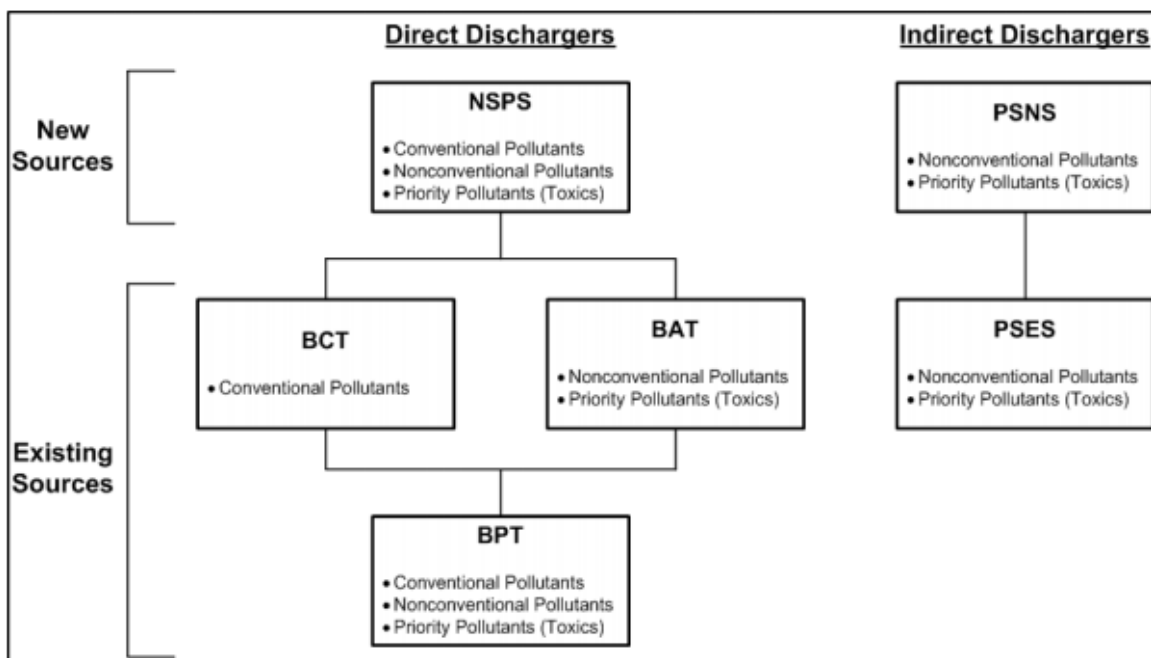 Direct Dischargers
Indirect Dischargers
New
Sources
NSPS
• Conventional Pollutants
• Nonconventional Pollutants
• Priority Pollutants (Toxics)
PSNS
• Nonconventional Pollutants
• Priority Pollutants (Toxics)
Existing
Sources
BCT
• Conventional Pollutants
BAT
• Nonconventional Pollutants
• Priority Pollutants (Toxics)
PSES
• Nonconventional Pollutants
• Priority Pollutants (Toxics)
BPT
• Conventional Pollutants
• Nonconventional Pollutants
• Priority Pollutants (Toxics)